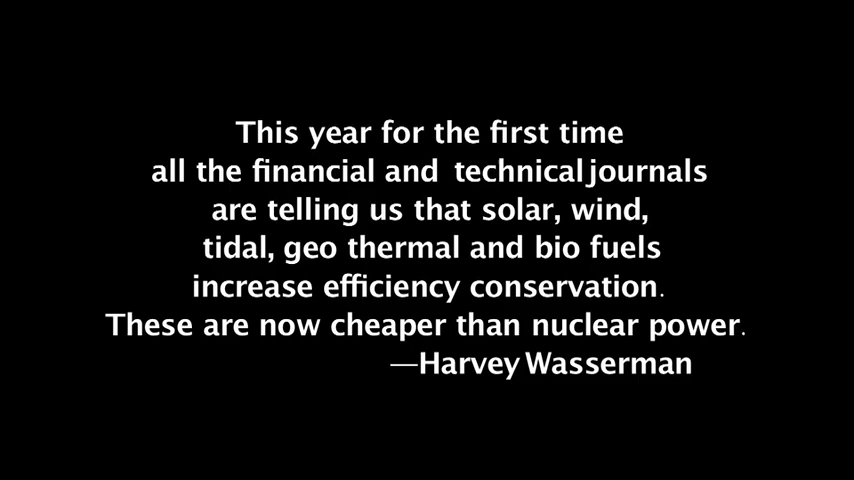 This year for the first time
all the financial and technical journals
are telling us that solar, wind,
tidal, geo thermal and bio fuels
increase efficiency conservation.
These are now cheaper than nuclear power.
—Harvey Wasserman